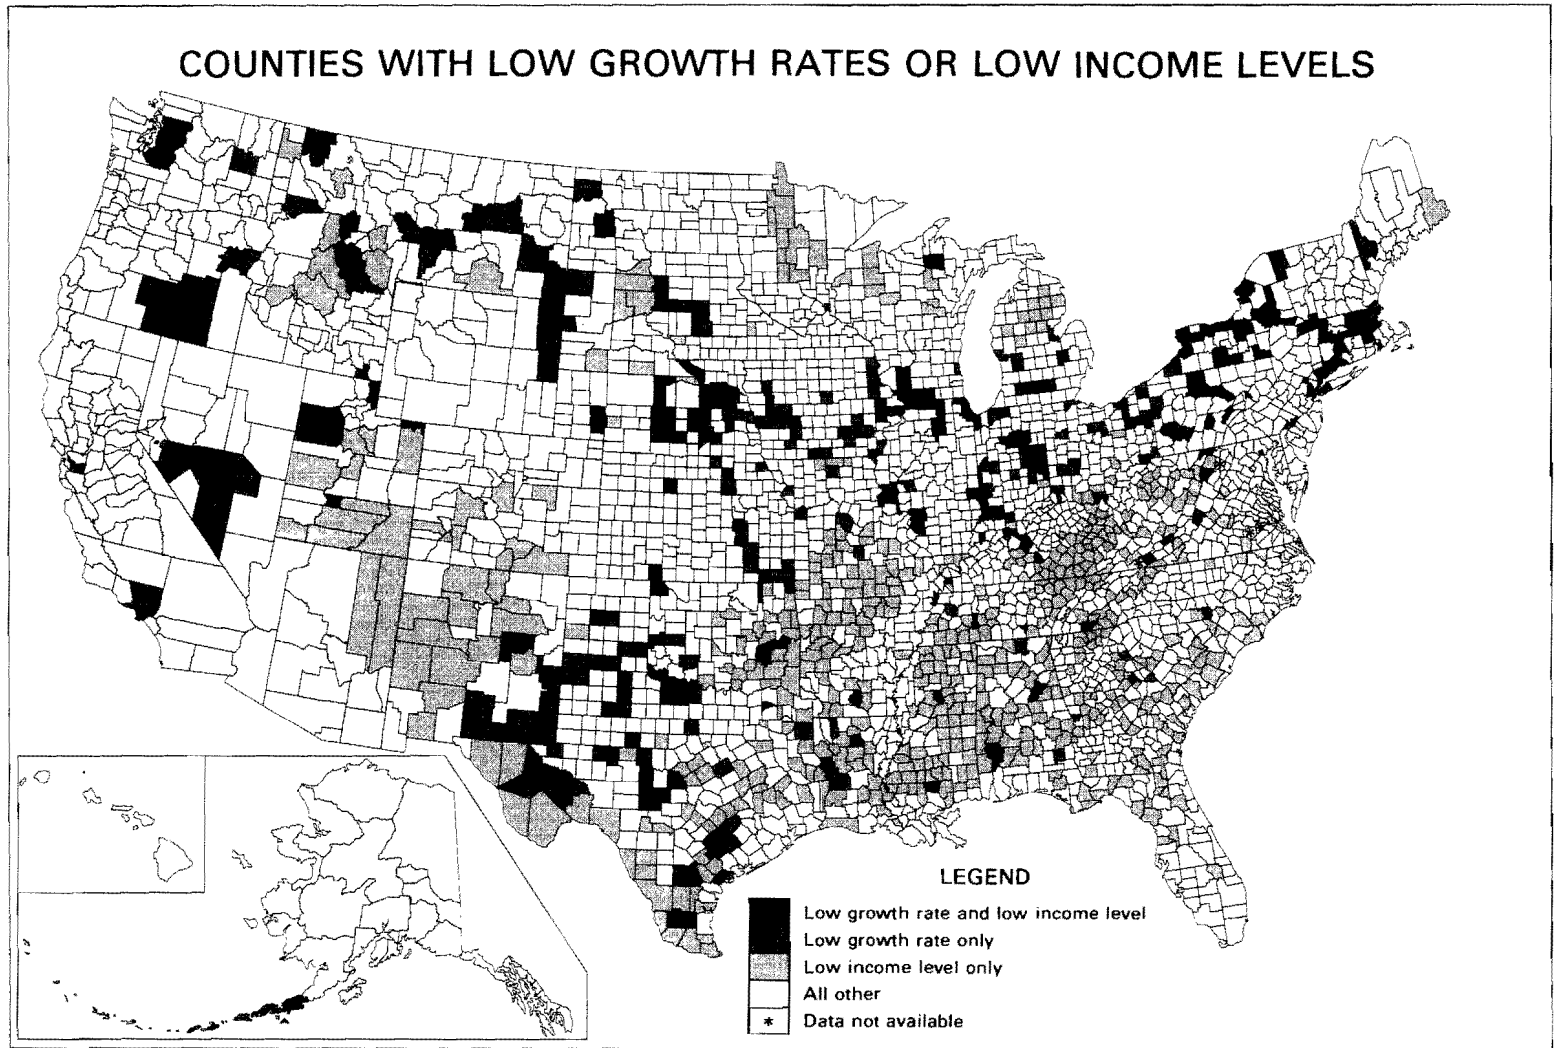 COUNTIES WITH LOW GROWTH RATES OR LOW INCOME LEVELS
LEGEND
Low growth rate and low income level
Low growth rate only
Low income level only
All other
* Data not available